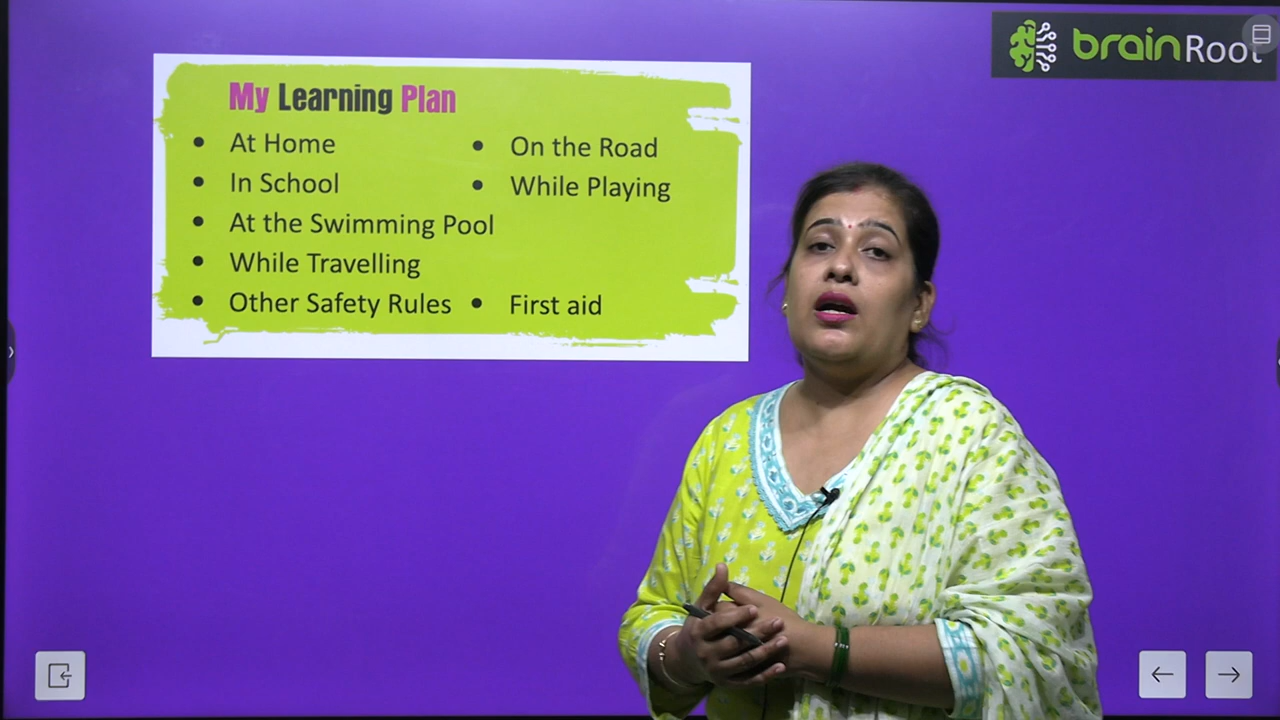 brainRoot
My Learning Plan
• At Home
• On the Road
• In School
• While Playing
• At the Swimming Pool
• While Travelling
• Other Safety Rules • First aid